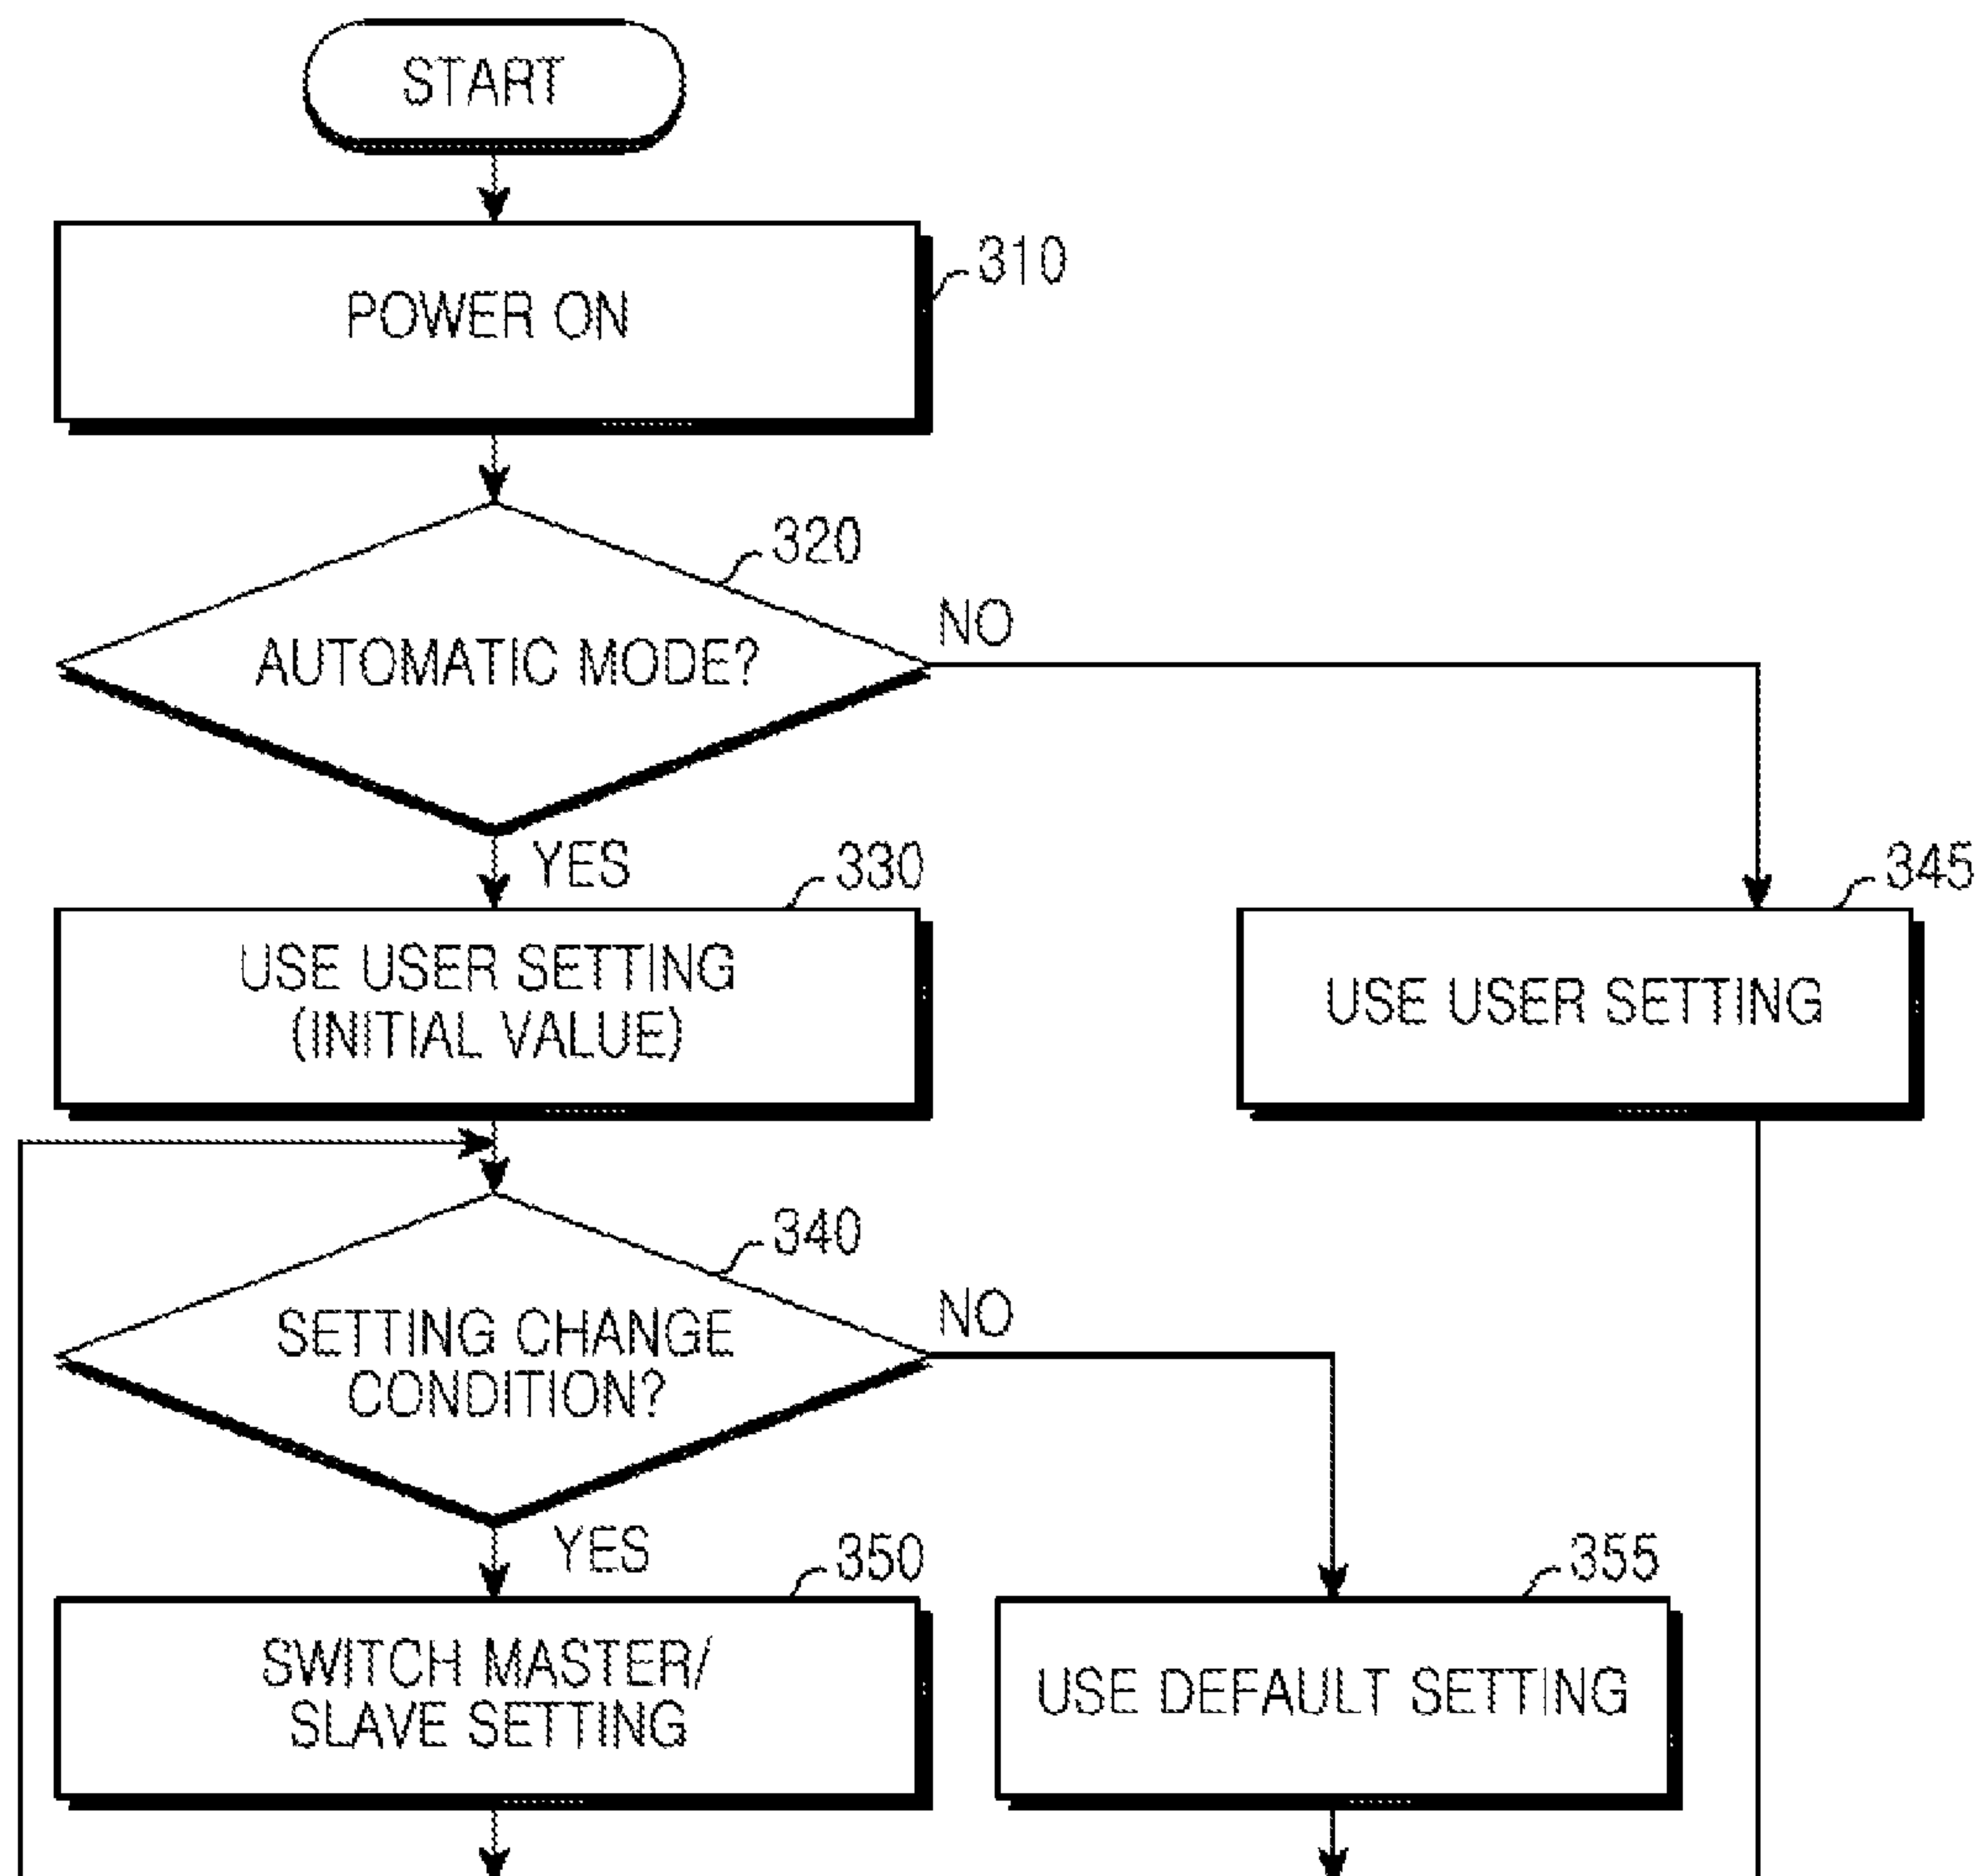 START
310
POWER ON
320
NO
AUTOMATIC MODE?
YES
330
345
USE USER SETTING
(INITIAL VALUE)
USE USER SETTING
340
NO
SETTING CHANGE
CONDITION?
YES
350
355
SWITCH MASTER/
SLAVE SETTING
USE DEFAULT SETTING